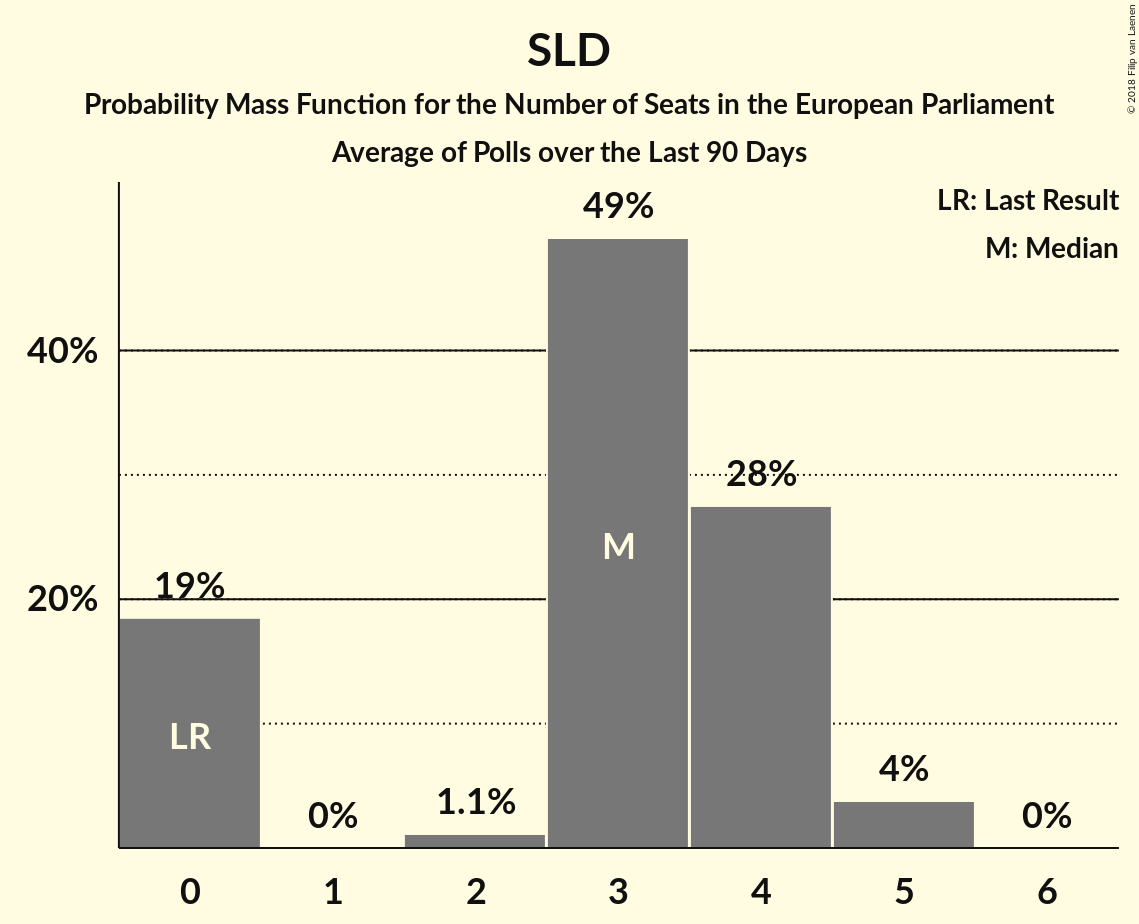 SLD
Probability Mass Function for the Number of Seats in the European Parliament
Average of Polls over the Last 90 Days
© 2018 Filip van Laenen
LR: Last Result
M: Median
49%
40%
28%
M
19%
20%
LR
4%
1.1%
0%
0%
0 1 2 3 4 5 6